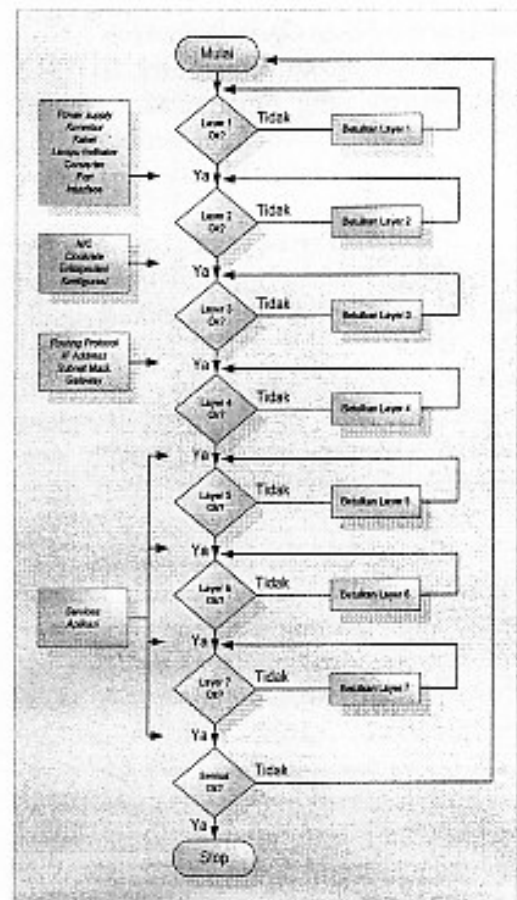 Mulai
Layer 1
Ok?
Tidak
Betulkan Layer 1
Power Supply
Konektor
Kabel
Lampu Indikator
Converter
Port
Interface
Ya
Layer 2
Ok?
Tidak
Betulkan Layer 2
NIC
Clockrate
Enkapsulasi
Konfigurasi
Ya
Layer 3
Ok?
Tidak
Betulkan Layer 3
Routing Protocol
IP Address
Subnet Mask
Gateway
Ya
Layer 4
Ok?
Tidak
Betulkan Layer 4
Ya
Layer 5
Ok?
Tidak
Betulkan Layer 5
Ya
Layer 6
Ok?
Tidak
Betulkan Layer 6
Services
Aplikasi
Ya
Layer 7
Ok?
Tidak
Betulkan Layer 7
Ya
Semua
Ok?
Tidak
Ya
Stop